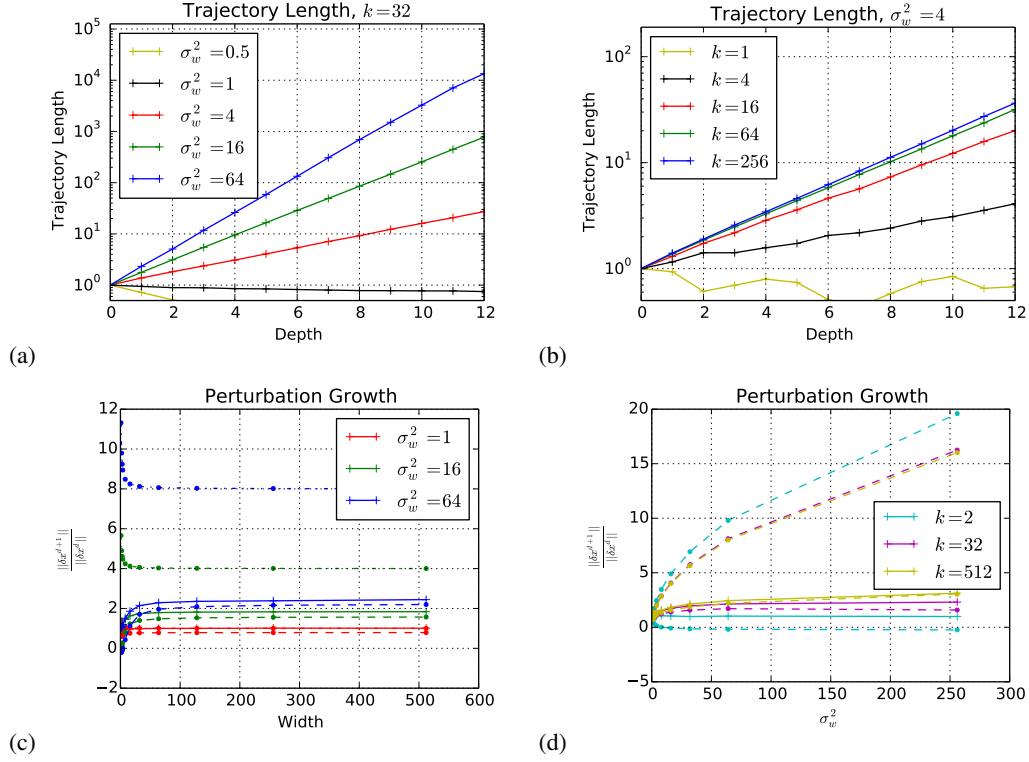 Trajectory Length, k=32
Trajectory Length
10^5
10^4
10^3
10^2
10^1
10^0
σ_w^2 =0.5
σ_w^2 =1
σ_w^2 =4
σ_w^2 =16
σ_w^2 =64
0 2 4 6 8 10 12
Depth
(a)
Trajectory Length, σ_w^2 =4
Trajectory Length
10^2
10^1
10^0
k=1
k=4
k=16
k=64
k=256
0 2 4 6 8 10 12
Depth
(b)
Perturbation Growth
||δx^{d+1}||
||δx^d||
12
10
8
6
4
2
0
−2
σ_w^2 =1
σ_w^2 =16
σ_w^2 =64
0 100 200 300 400 500 600
Width
(c)
Perturbation Growth
||δx^{d+1}||
||δx^d||
20
15
10
5
0
−5
k=2
k=32
k=512
0 50 100 150 200 250 300
σ_w^2
(d)